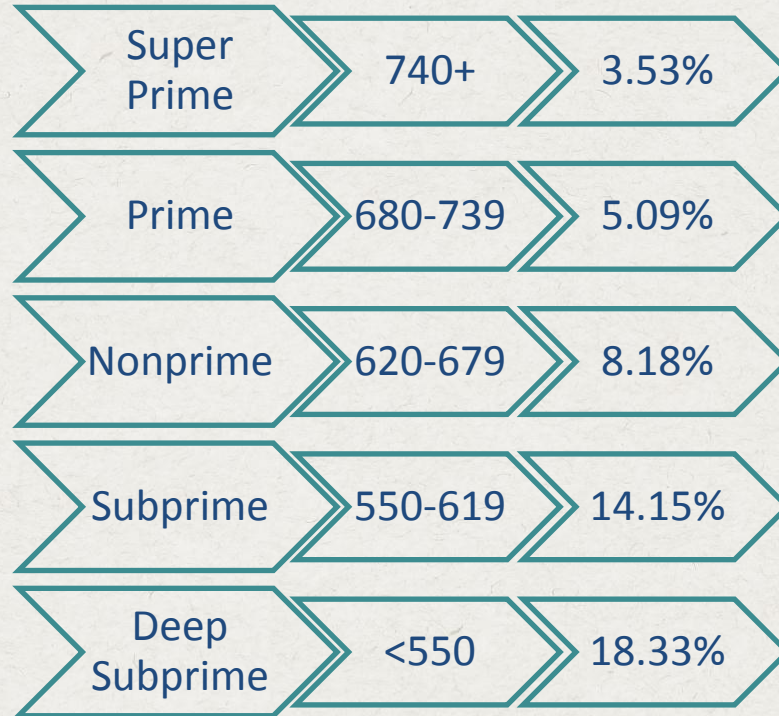 Super
Prime
740+
3.53%
Prime
680-739
5.09%
Nonprime
620-679
8.18%
Subprime
550-619
14.15%
Deep
Subprime
<550
18.33%